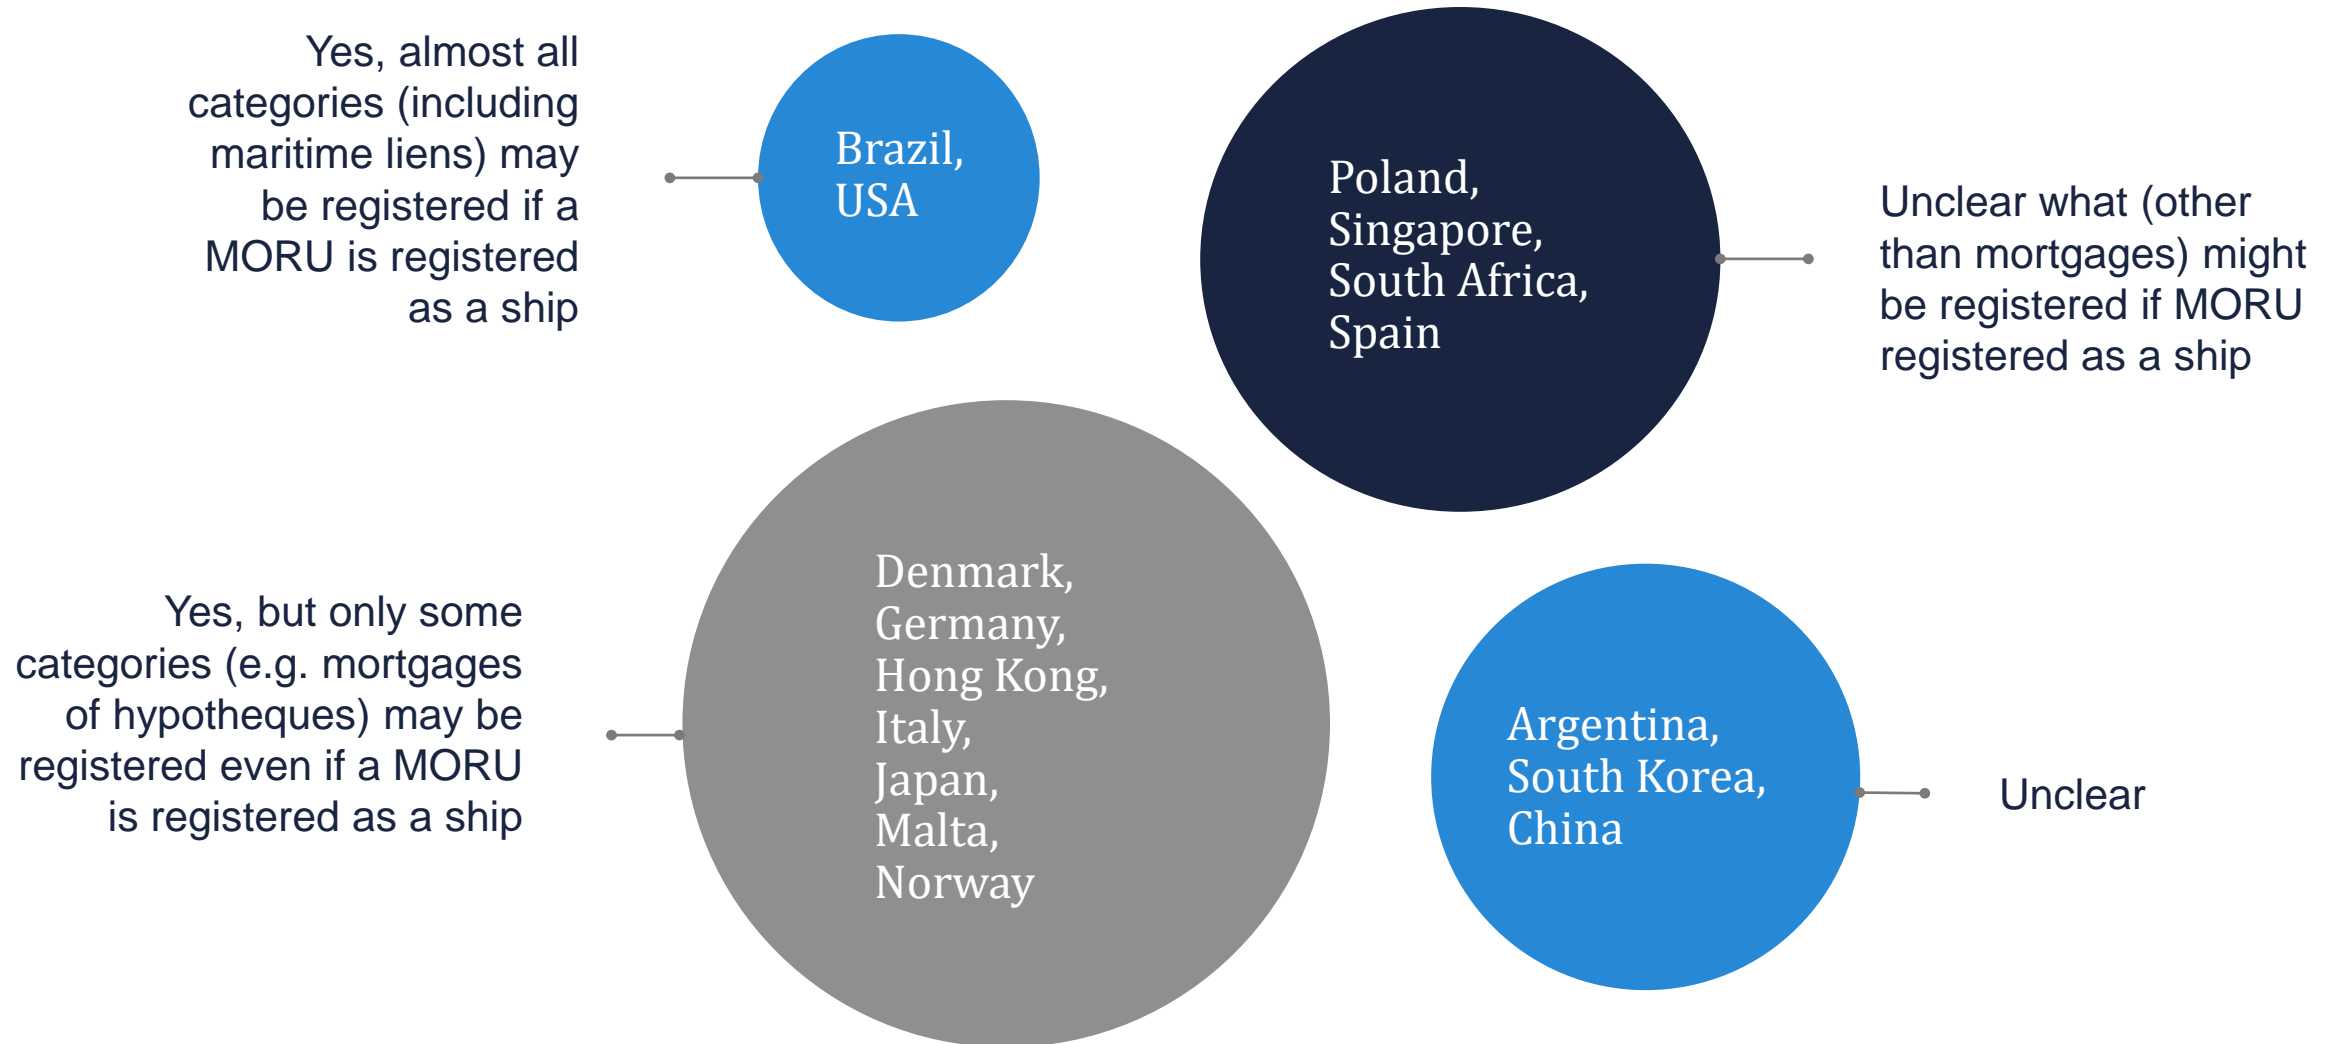 Yes, almost all
categories (including
maritime liens) may
be registered if a
MORU is registered
as a ship
Brazil,
USA
Poland,
Singapore,
South Africa,
Spain
Unclear what (other
than mortgages) might
be registered if MORU
registered as a ship
Yes, but only some
categories (e.g. mortgages
of hypotheques) may be
registered even if a MORU
is registered as a ship
Denmark,
Germany,
Hong Kong,
Italy,
Japan,
Malta,
Norway
Argentina,
South Korea,
China
Unclear